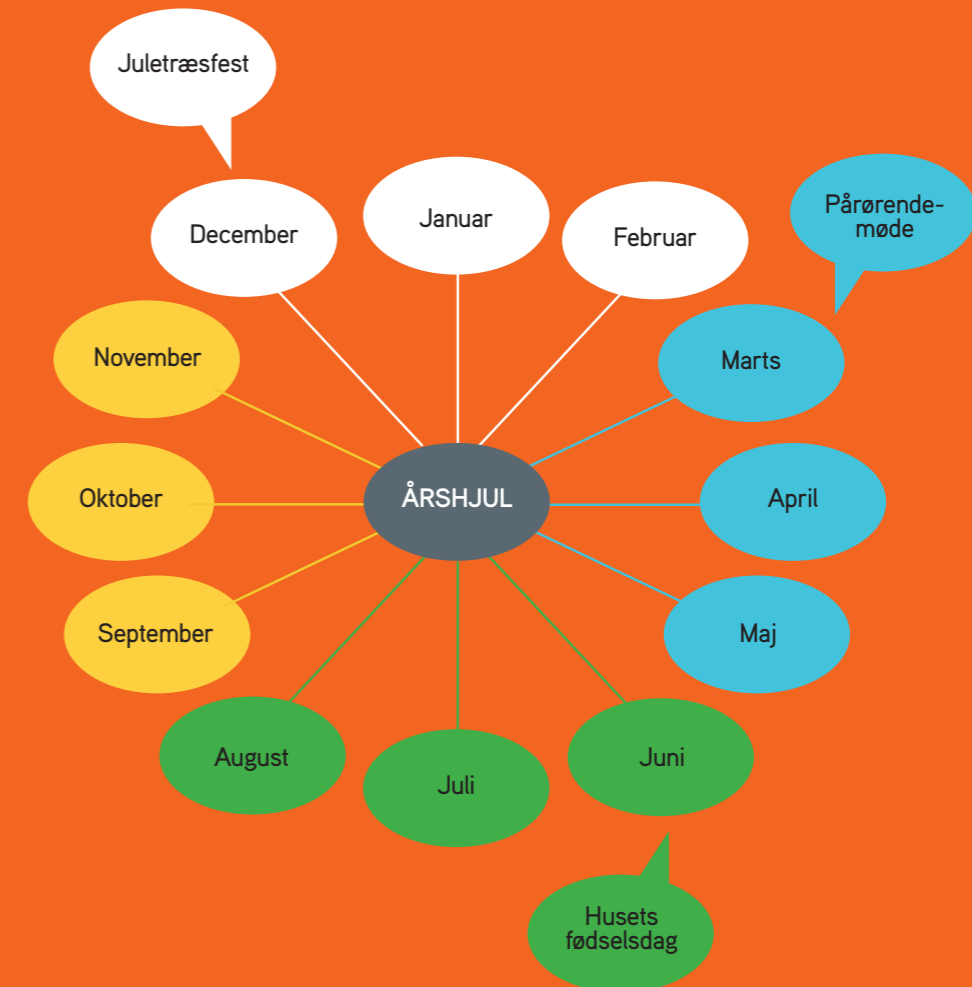 Juletræsfest
December
Januar
Februar
Pårørende-
møde
November
Marts
Oktober
ÅRSHJUL
April
September
Maj
August
Juli
Juni
Husets
fødselsdag